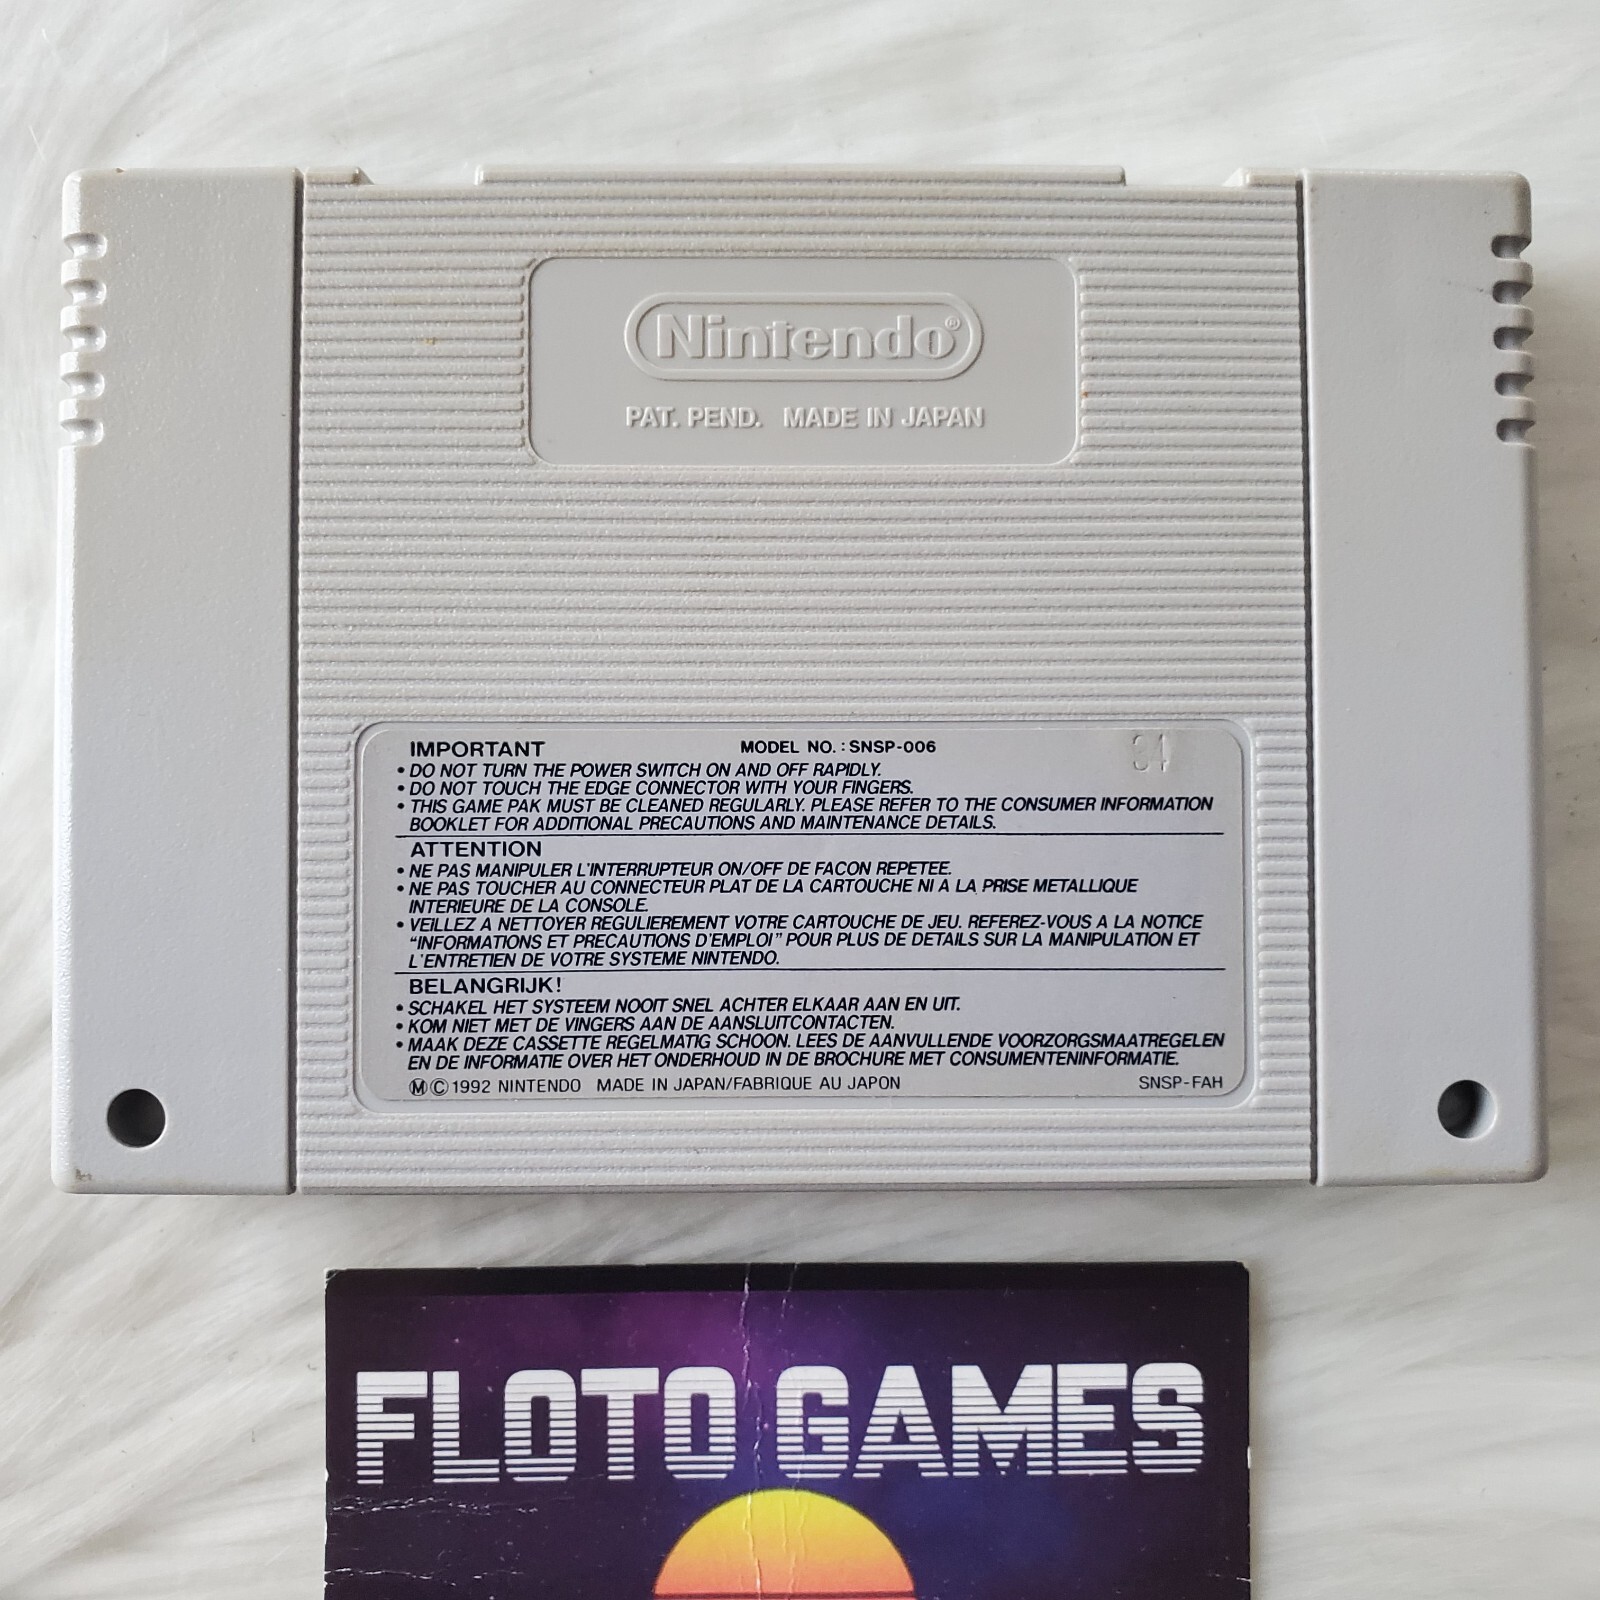 Nintendo®
PAT. PEND. MADE IN JAPAN
IMPORTANT MODEL NO. : SNSP-006 34
• DO NOT TURN THE POWER SWITCH ON AND OFF RAPIDLY.
• DO NOT TOUCH THE EDGE CONNECTOR WITH YOUR FINGERS.
• THIS GAME PAK MUST BE CLEANED REGULARLY. PLEASE REFER TO THE CONSUMER INFORMATION
BOOKLET FOR ADDITIONAL PRECAUTIONS AND MAINTENANCE DETAILS.
ATTENTION
• NE PAS MANIPULER L'INTERRUPTEUR ON/OFF DE FACON REPETEE.
• NE PAS TOUCHER AU CONNECTEUR PLAT DE LA CARTOUCHE NI A LA PRISE METALLIQUE
INTERIEURE DE LA CONSOLE.
• VEILLEZ A NETTOYER REGULIEREMENT VOTRE CARTOUCHE DE JEU. REFEREZ-VOUS A LA NOTICE
"INFORMATIONS ET PRECAUTIONS D'EMPLOI" POUR PLUS DE DETAILS SUR LA MANIPULATION ET
L'ENTRETIEN DE VOTRE SYSTEME NINTENDO.
BELANGRIJK!
• SCHAKEL HET SYSTEEM NOOIT SNEL ACHTER ELKAAR AAN EN UIT.
• KOM NIET MET DE VINGERS AAN DE AANSLUITCONTACTEN.
• MAAK DEZE CASSETTE REGELMATIG SCHOON. LEES DE AANVULLENDE VOORZORGSMAATREGELEN
EN DE INFORMATIE OVER HET ONDERHOUD IN DE BROCHURE MET CONSUMENTENINFORMATIE.
Ⓜ © 1992 NINTENDO MADE IN JAPAN/FABRIQUE AU JAPON SNSP-FAH
FLOTO GAMES